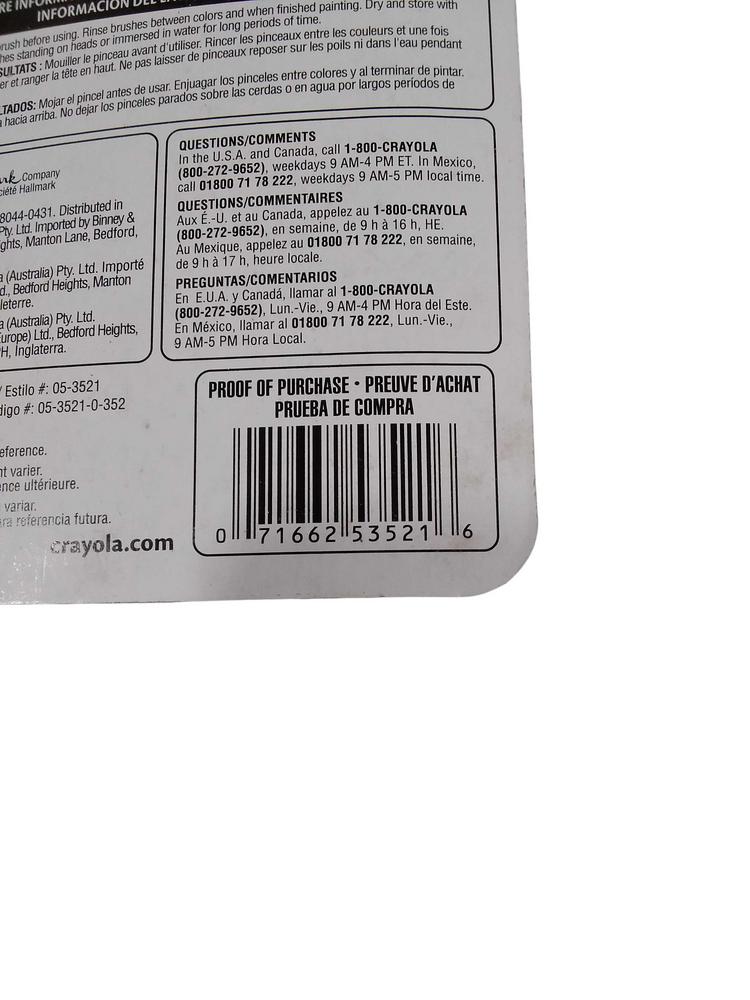 INFORMACIÓN DEL
brush before using. Rinse brushes between colors and when finished painting. Dry and store with
standing on heads or immersed in water for long periods of time.
Mouiller le pinceau avant d'utiliser. Rincer les pinceaux entre les couleurs et une fois
er et ranger la tête en haut. Ne pas laisser de pinceaux reposer sur les poils ni dans l'eau pendant
LTADOS: Mojar el pincel antes de usar. Enjuagar los pinceles entre colores y al terminar de pintar.
hacia arriba. No dejar los pinceles parados sobre las cerdas o en agua por largos períodos de
Company
ciété Hallmark
8044-0431. Distributed in
Pty. Ltd. Imported by Binney &
ghts, Manton Lane, Bedford,
a (Australia) Pty. Ltd. Importé
d., Bedford Heights, Manton
leterre.
a (Australia) Pty. Ltd.
urope) Ltd., Bedford Heights,
H, Inglaterra.
QUESTIONS/COMMENTS
In the U.S.A. and Canada, call 1-800-CRAYOLA
(800-272-9652), weekdays 9 AM-4 PM ET. In Mexico,
call 01800 71 78 222, weekdays 9 AM-5 PM local time.
QUESTIONS/COMMENTAIRES
Aux É.-U. et au Canada, appelez au 1-800-CRAYOLA
(800-272-9652), en semaine, de 9 h à 16 h, HE.
Au Mexique, appelez au 01800 71 78 222, en semaine,
de 9 h à 17 h, heure locale.
PREGUNTAS/COMENTARIOS
En E.U.A. y Canadá, llamar al 1-800-CRAYOLA
(800-272-9652), Lun.-Vie., 9 AM-4 PM Hora del Este.
En México, llamar al 01800 71 78 222, Lun.-Vie.,
9 AM-5 PM Hora Local.
/ Estilo #: 05-3521
digo #: 05-3521-0-352
eference.
nt varier.
ence ultérieure.
variar.
ra referencia futura.
crayola.com
PROOF OF PURCHASE • PREUVE D'ACHAT
PRUEBA DE COMPRA
0 71662 53521 6